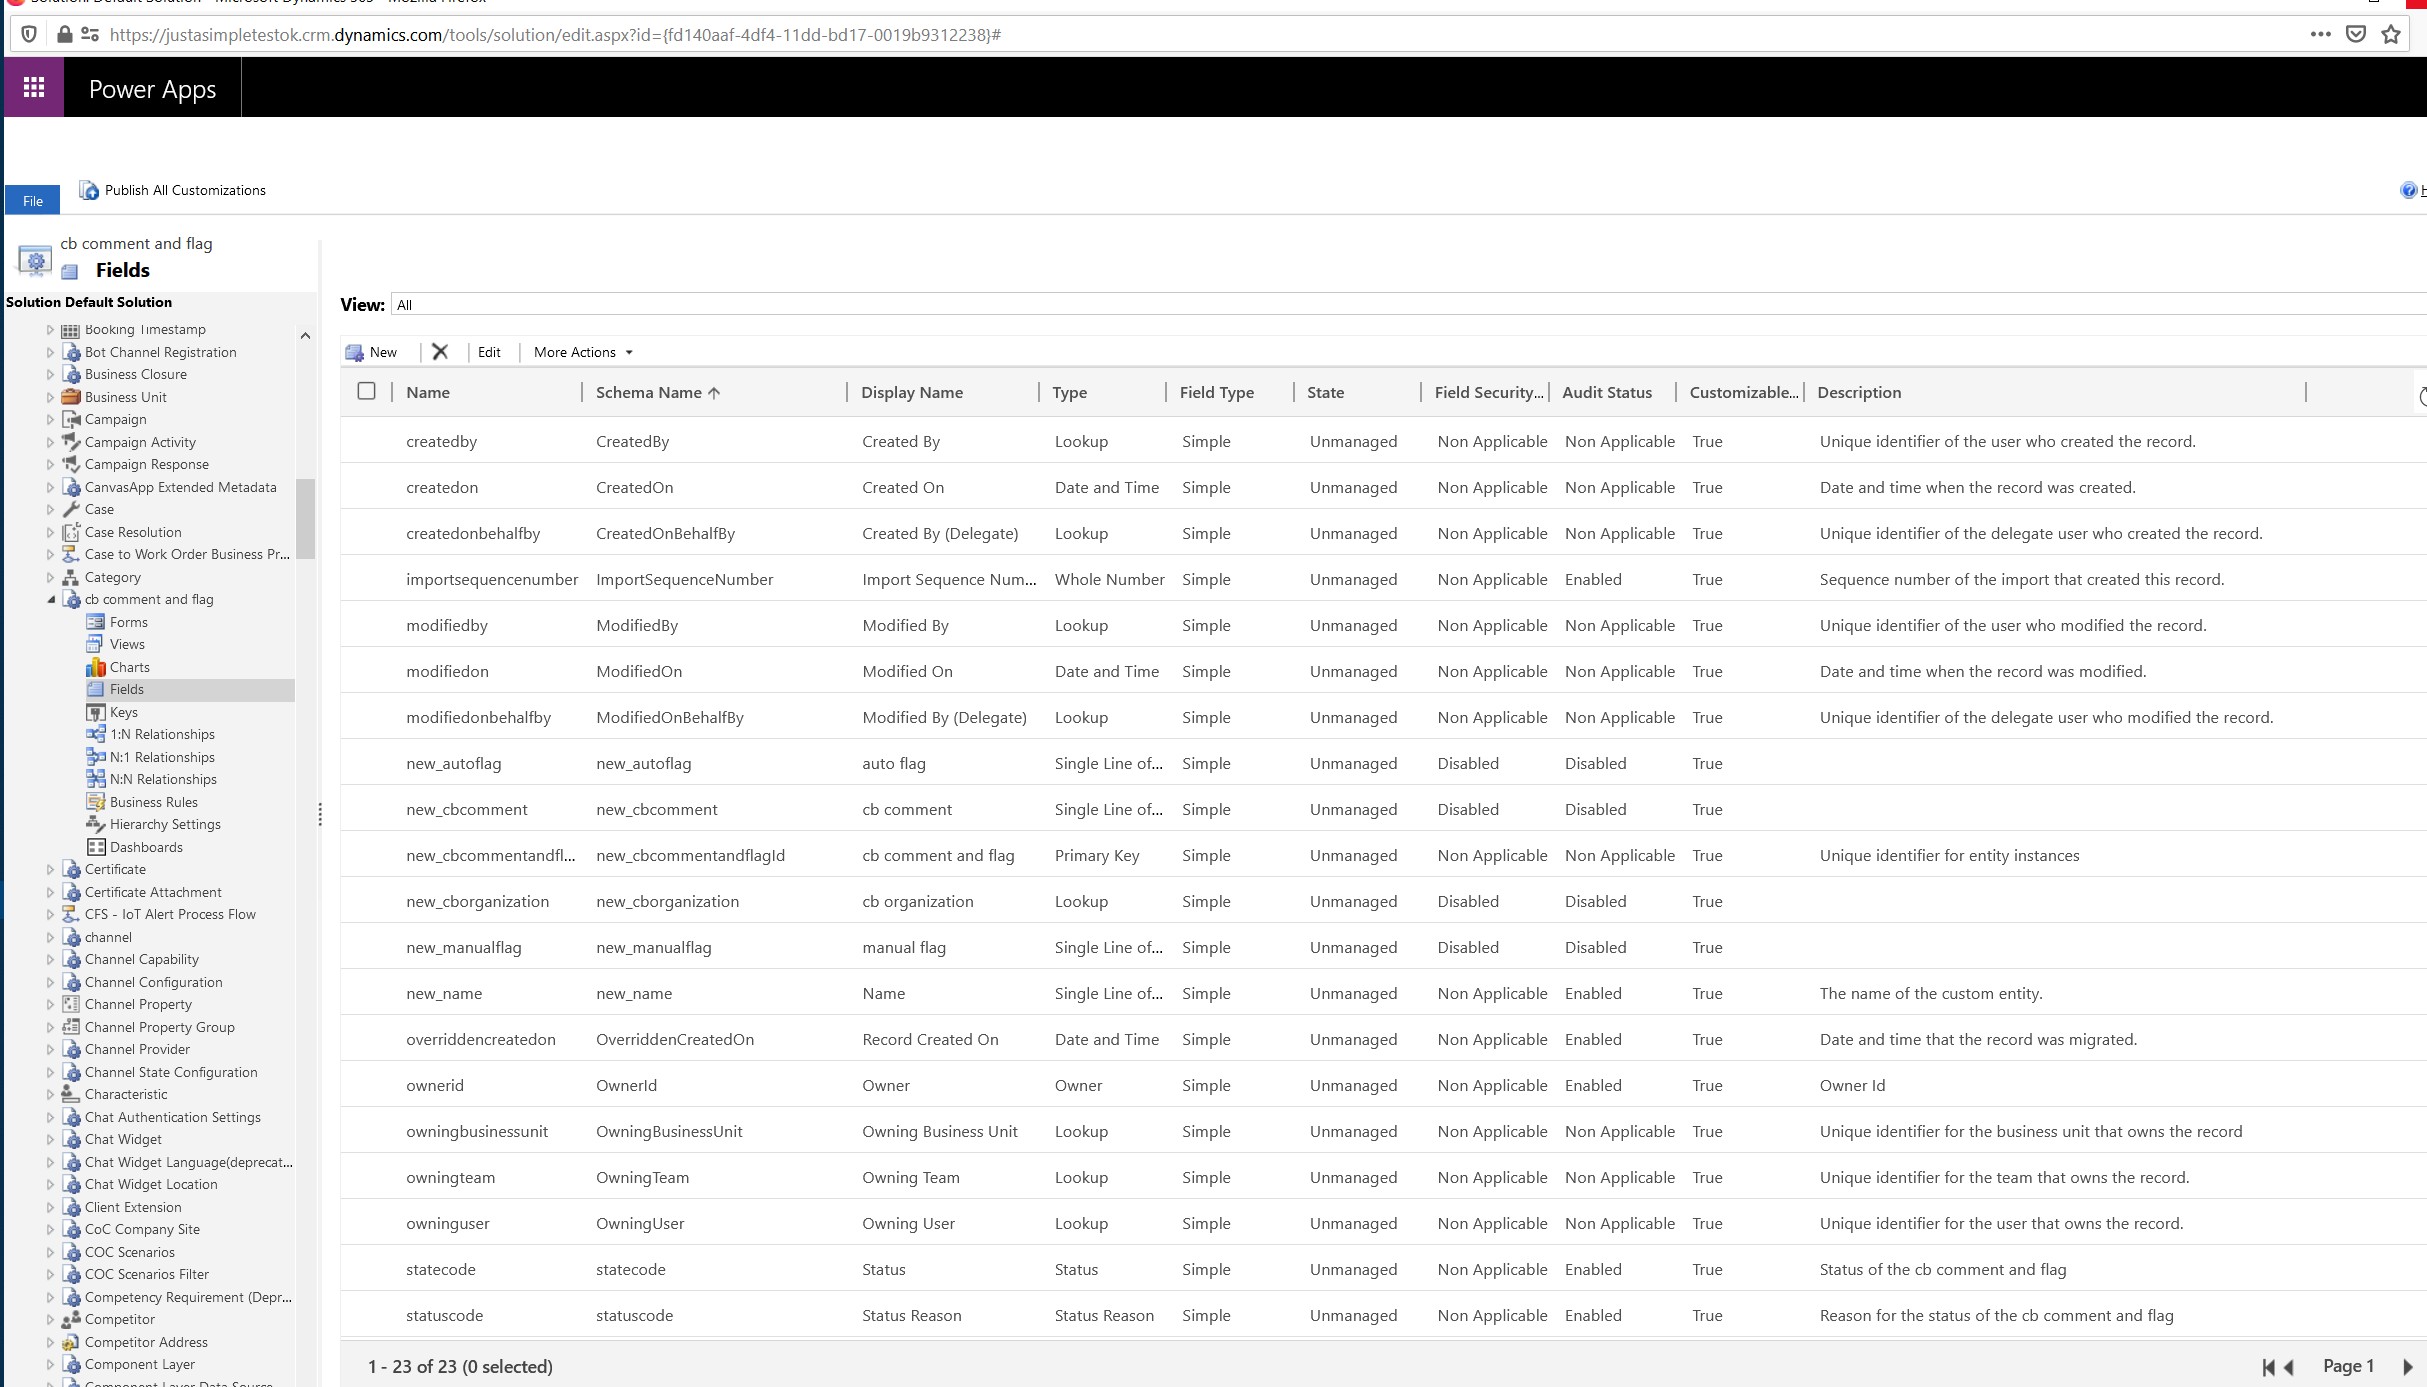 Solution: Default Solution - Microsoft Dynamics 365 - Mozilla Firefox
https://justasimpletestok.crm.dynamics.com/tools/solution/edit.aspx?id={fd140aaf-4df4-11dd-bd17-0019b9312238}#
Power Apps
File
Publish All Customizations
cb comment and flag
Fields
Solution Default Solution
Booking Timestamp
Bot Channel Registration
Business Closure
Business Unit
Campaign
Campaign Activity
Campaign Response
CanvasApp Extended Metadata
Case
Case Resolution
Case to Work Order Business Pr...
Category
cb comment and flag
Forms
Views
Charts
Fields
Keys
1:N Relationships
N:1 Relationships
N:N Relationships
Business Rules
Hierarchy Settings
Dashboards
Certificate
Certificate Attachment
CFS - IoT Alert Process Flow
channel
Channel Capability
Channel Configuration
Channel Property
Channel Property Group
Channel Provider
Channel State Configuration
Characteristic
Chat Authentication Settings
Chat Widget
Chat Widget Language(deprecat...
Chat Widget Location
Client Extension
CoC Company Site
COC Scenarios
COC Scenarios Filter
Competency Requirement (Depr...
Competitor
Competitor Address
Component Layer
Component Layer Data Source
View: All
New Edit More Actions
Name Schema Name Display Name Type Field Type State Field Security... Audit Status Customizable... Description
createdby CreatedBy Created By Lookup Simple Unmanaged Non Applicable Non Applicable True Unique identifier of the user who created the record.
createdon CreatedOn Created On Date and Time Simple Unmanaged Non Applicable Non Applicable True Date and time when the record was created.
createdonbehalfby CreatedOnBehalfBy Created By (Delegate) Lookup Simple Unmanaged Non Applicable Non Applicable True Unique identifier of the delegate user who created the record.
importsequencenumber ImportSequenceNumber Import Sequence Num... Whole Number Simple Unmanaged Non Applicable Enabled True Sequence number of the import that created this record.
modifiedby ModifiedBy Modified By Lookup Simple Unmanaged Non Applicable Non Applicable True Unique identifier of the user who modified the record.
modifiedon ModifiedOn Modified On Date and Time Simple Unmanaged Non Applicable Non Applicable True Date and time when the record was modified.
modifiedonbehalfby ModifiedOnBehalfBy Modified By (Delegate) Lookup Simple Unmanaged Non Applicable Non Applicable True Unique identifier of the delegate user who modified the record.
new_autoflag new_autoflag auto flag Single Line of... Simple Unmanaged Disabled Disabled True
new_cbcomment new_cbcomment cb comment Single Line of... Simple Unmanaged Disabled Disabled True
new_cbcommentandfl... new_cbcommentandflagId cb comment and flag Primary Key Simple Unmanaged Non Applicable Non Applicable True Unique identifier for entity instances
new_cborganization new_cborganization cb organization Lookup Simple Unmanaged Disabled Disabled True
new_manualflag new_manualflag manual flag Single Line of... Simple Unmanaged Disabled Disabled True
new_name new_name Name Single Line of... Simple Unmanaged Non Applicable Enabled True The name of the custom entity.
overriddencreatedon OverriddenCreatedOn Record Created On Date and Time Simple Unmanaged Non Applicable Enabled True Date and time that the record was migrated.
ownerid OwnerId Owner Owner Simple Unmanaged Non Applicable Enabled True Owner Id
owningbusinessunit OwningBusinessUnit Owning Business Unit Lookup Simple Unmanaged Non Applicable Non Applicable True Unique identifier for the business unit that owns the record
owningteam OwningTeam Owning Team Lookup Simple Unmanaged Non Applicable Non Applicable True Unique identifier for the team that owns the record.
owninguser OwningUser Owning User Lookup Simple Unmanaged Non Applicable Non Applicable True Unique identifier for the user that owns the record.
statecode statecode Status Status Simple Unmanaged Non Applicable Enabled True Status of the cb comment and flag
statuscode statuscode Status Reason Status Reason Simple Unmanaged Non Applicable Enabled True Reason for the status of the cb comment and flag
1 - 23 of 23 (0 selected)
Page 1